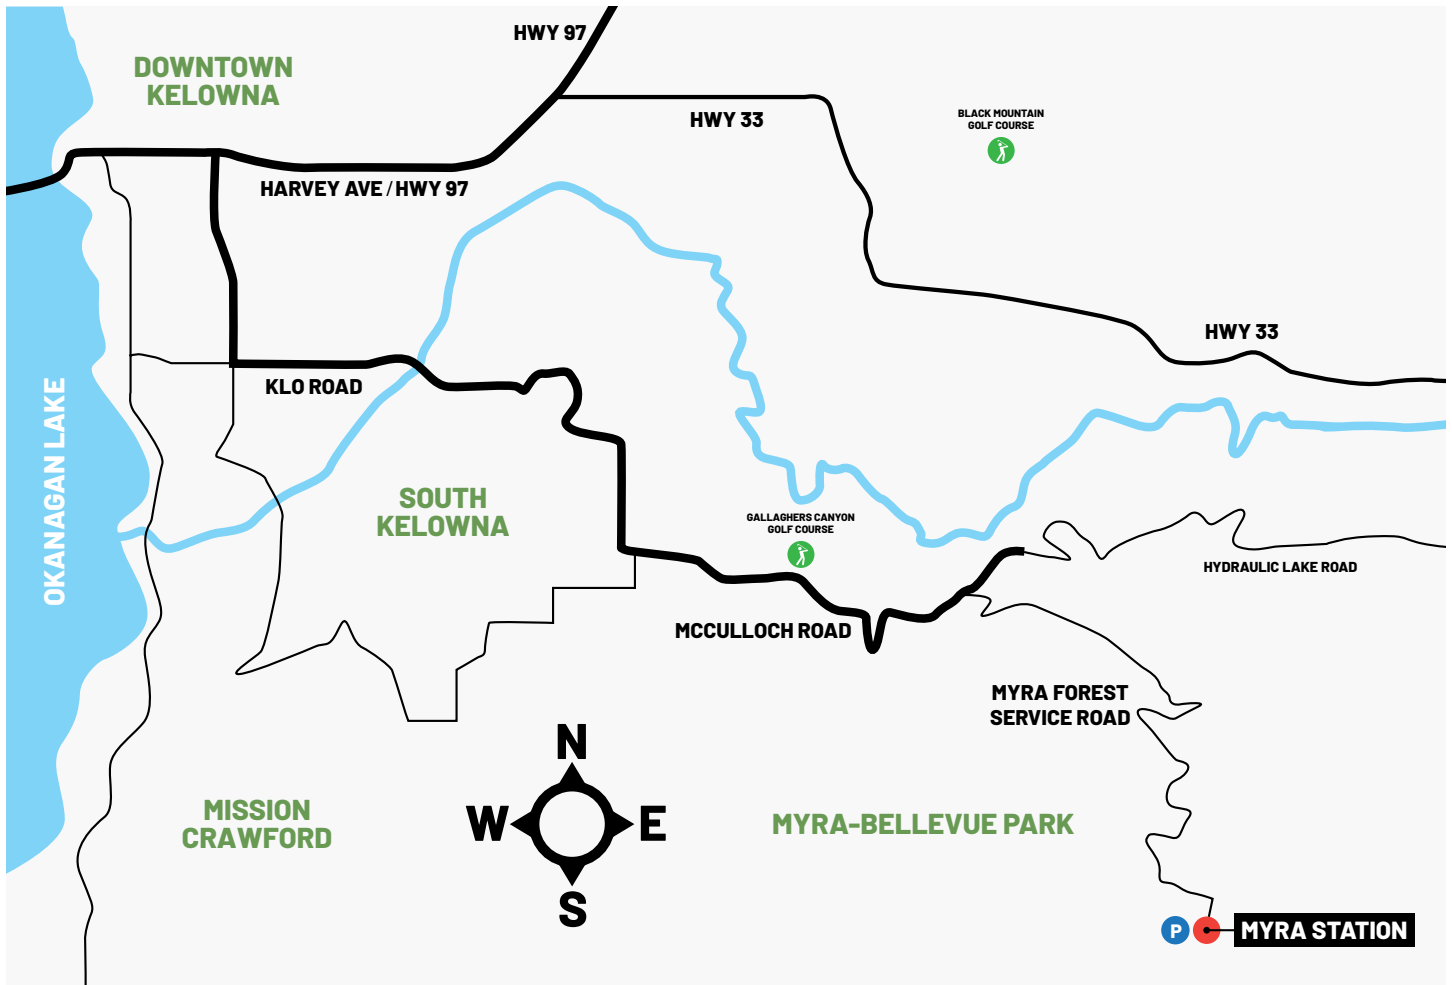 HWY 97
DOWNTOWN
KELOWNA
HWY 33
BLACK MOUNTAIN
GOLF COURSE
HARVEY AVE / HWY 97
HWY 33
KLO ROAD
OKANAGAN LAKE
SOUTH
KELOWNA
GALLAGHERS CANYON
GOLF COURSE
HYDRAULIC LAKE ROAD
MCCULLOCH ROAD
MYRA FOREST
SERVICE ROAD
N
W
E
S
MISSION
CRAWFORD
MYRA-BELLEVUE PARK
P
MYRA STATION